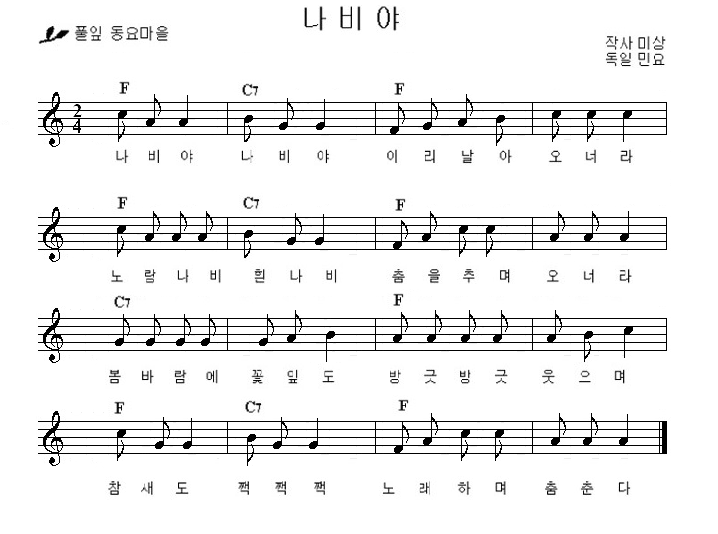 나비야
풀잎 동요마을
작사 미상
독일 민요
F C7 F
2
4
나 비 야 나 비 야 이 리 날 아 오 너 라
F C7 F
노 랑 나 비 흰 나 비 춤 을 추 며 오 너 라
C7 F
봄 바 람 에 꽃 잎 도 방 긋 방 긋 웃 으 며
F C7 F
참 새 도 짹 짹 짹 노 래 하 며 춤 춘 다